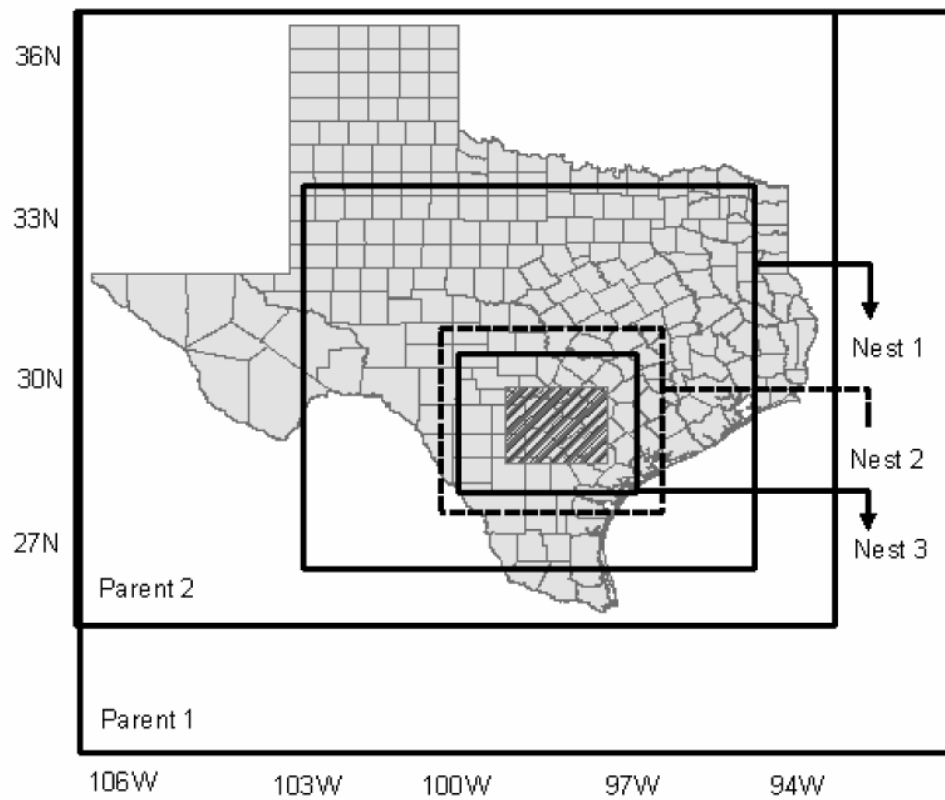 36N
33N
Nest 1
30N
Nest 2
27N
Nest 3
Parent 2
Parent 1
106W 103W 100W 97W 94W